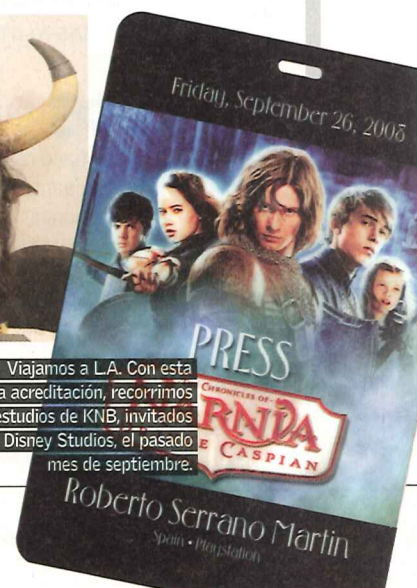 Friday, September 26, 2008
PRESS
CHRONICLES OF
RNIA
E CASPIAN
Viajamos a L.A. Con esta
a acreditación, recorrimos
estudios de KNB, invitados
Disney Studios, el pasado
mes de septiembre.
Roberto Serrano Martin
Spain • Playstation